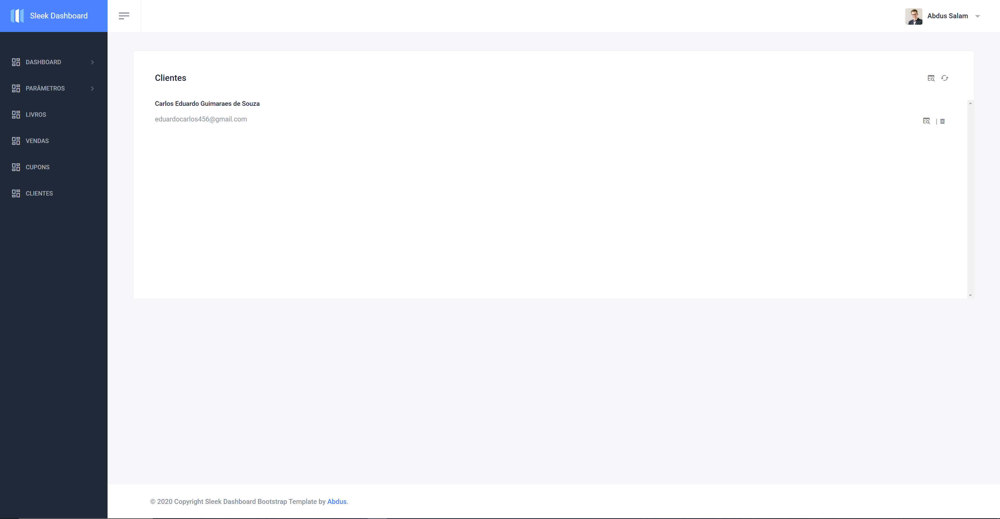 Sleek Dashboard
Abdus Salam
DASHBOARD
PARÂMETROS
LIVROS
VENDAS
CUPONS
CLIENTES
Clientes
Carlos Eduardo Guimaraes de Souza
eduardocarlos456@gmail.com
|
© 2020 Copyright Sleek Dashboard Bootstrap Template by Abdus.